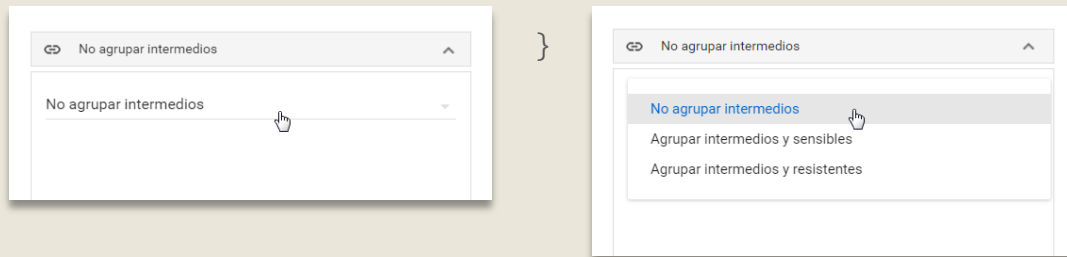 No agrupar intermedios
No agrupar intermedios
}
No agrupar intermedios
No agrupar intermedios
Agrupar intermedios y sensibles
Agrupar intermedios y resistentes